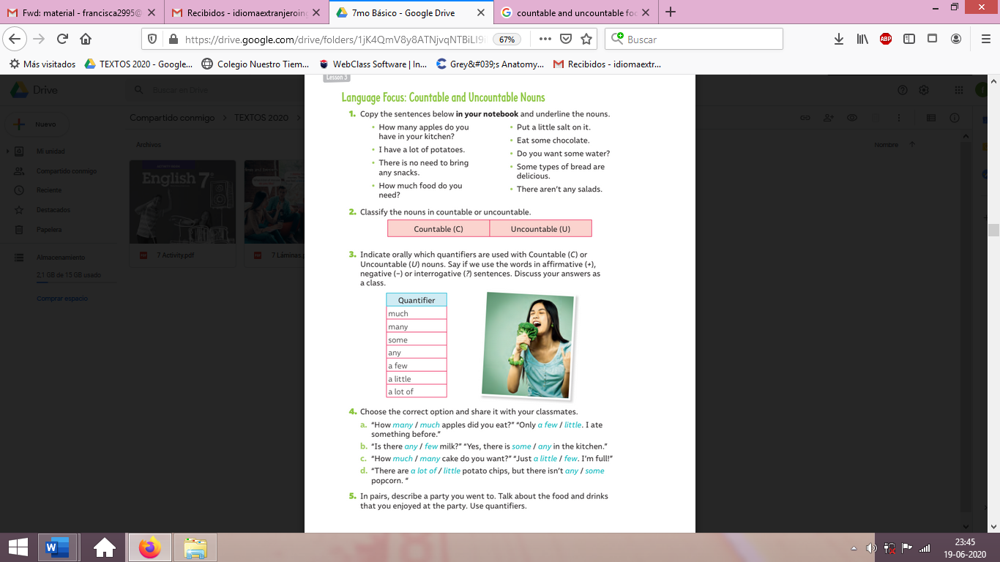 Fwd: material - francisca2995@
Recibidos - idiomaextranjeroin
7mo Básico - Google Drive
countable and uncountable foo
https://drive.google.com/drive/folders/1jK4QmV8y8ATNjvqNTBiLI9i
67%
Buscar
Más visitados
TEXTOS 2020 - Google...
Colegio Nuestro Tiem...
WebClass Software | In...
Grey&#039;s Anatomy...
Recibidos - idiomaextr...
Drive
Buscar en Drive
Nuevo
Mi unidad
Compartido conmigo
Reciente
Destacados
Papelera
Almacenamiento
2,1 GB de 15 GB usado
Comprar espacio
Compartido conmigo > TEXTOS 2020 >
Archivos
Nombre
English 7°
7 Activity.pdf
7 Láminas.p
Lesson 3
Language Focus: Countable and Uncountable Nouns
1. Copy the sentences below in your notebook and underline the nouns.
• How many apples do you
have in your kitchen?
• I have a lot of potatoes.
• There is no need to bring
any snacks.
• How much food do you
need?
• Put a little salt on it.
• Eat some chocolate.
• Do you want some water?
• Some types of bread are
delicious.
• There aren't any salads.
2. Classify the nouns in countable or uncountable.
Countable (C) Uncountable (U)
3. Indicate orally which quantifiers are used with Countable (C) or
Uncountable (U) nouns. Say if we use the words in affirmative (+),
negative (–) or interrogative (?) sentences. Discuss your answers as
a class.
Quantifier
much
many
some
any
a few
a little
a lot of
4. Choose the correct option and share it with your classmates.
a. "How many / much apples did you eat?" "Only a few / little. I ate
something before."
b. "Is there any / few milk?" "Yes, there is some / any in the kitchen."
c. "How much / many cake do you want?" "Just a little / few. I'm full!"
d. "There are a lot of / little potato chips, but there isn't any / some
popcorn. "
5. In pairs, describe a party you went to. Talk about the food and drinks
that you enjoyed at the party. Use quantifiers.
23:45
19-06-2020